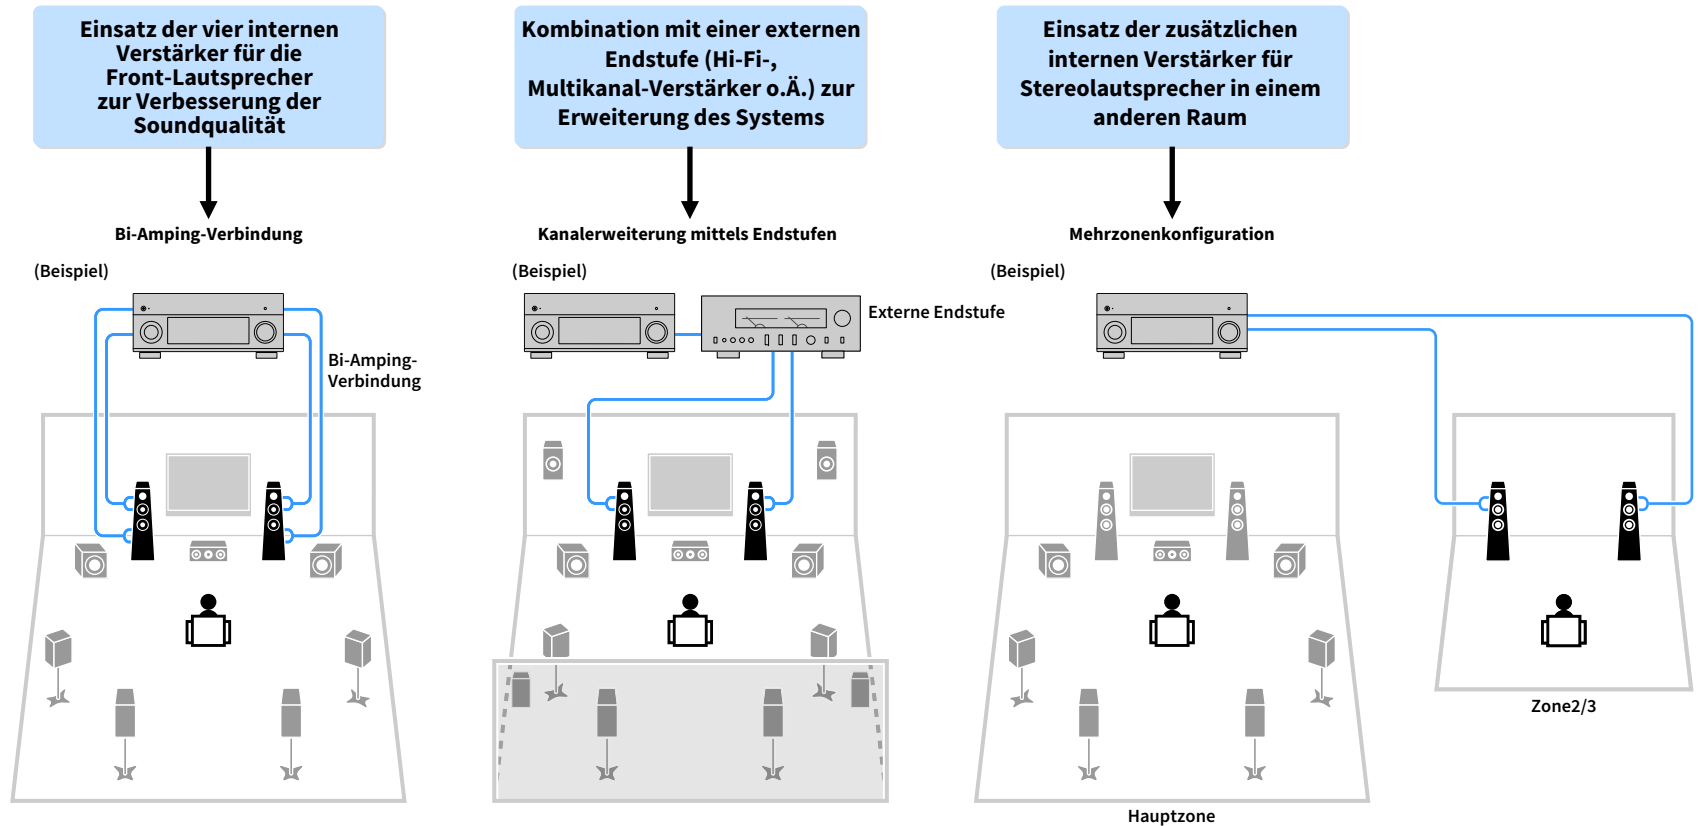 Einsatz der vier internen
Verstärker für die
Front-Lautsprecher
zur Verbesserung der
Soundqualität
Kombination mit einer externen
Endstufe (Hi-Fi-,
Multikanal-Verstärker o.Ä.) zur
Erweiterung des Systems
Einsatz der zusätzlichen
internen Verstärker für
Stereolautsprecher in einem
anderen Raum
Bi-Amping-Verbindung
Kanalerweiterung mittels Endstufen
Mehrzonenkonfiguration
(Beispiel)
(Beispiel)
(Beispiel)
Externe Endstufe
Bi-Amping-
Verbindung
Zone2/3
Hauptzone